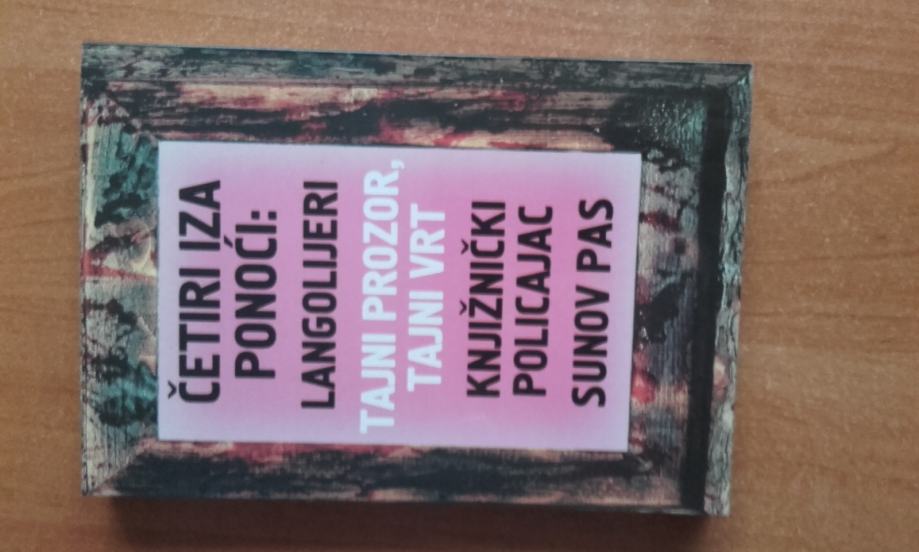 ČETIRI IZA
PONOĆI:
LANGOLIJERI
TAJNI PROZOR,
TAJNI VRT
KNJIŽNIČKI
POLICAJAC
SUNOV PAS